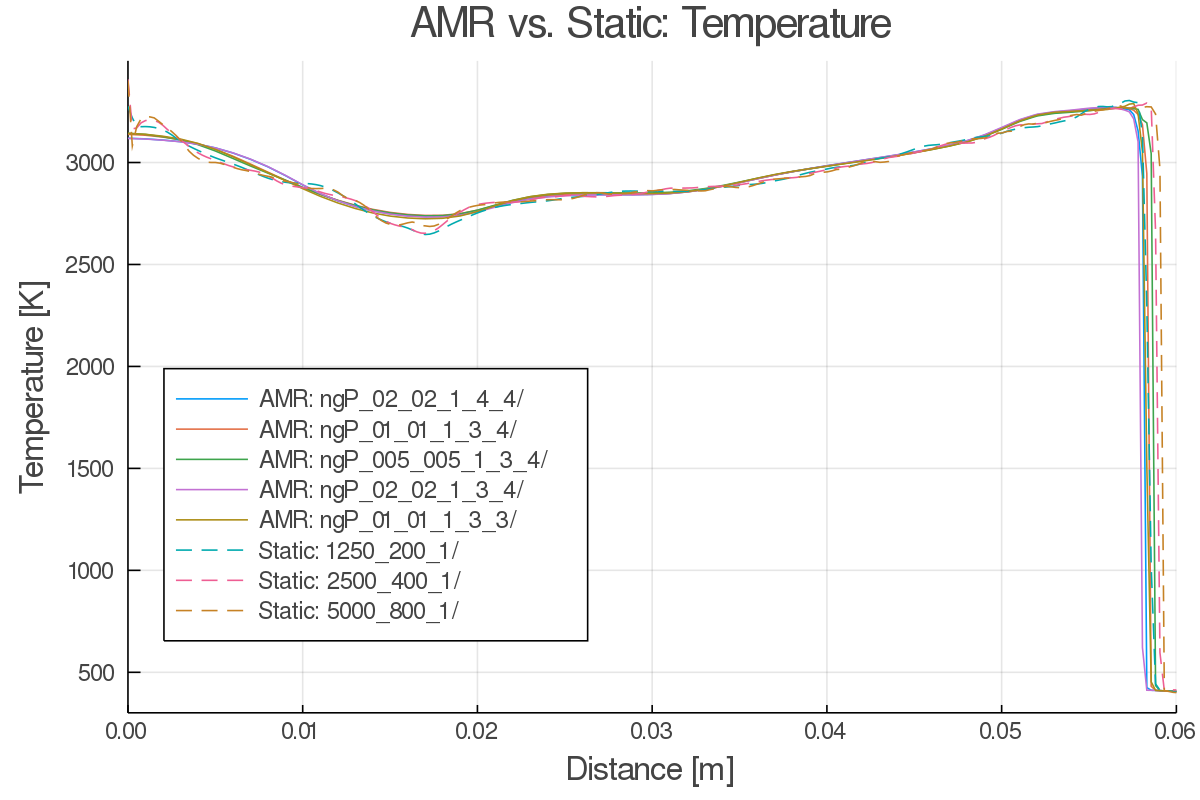 AMR vs. Static: Temperature
Temperature [K]
3000
2500
2000
1500
1000
500
AMR: ngP_02_02_1_4_4/
AMR: ngP_01_01_1_3_4/
AMR: ngP_005_005_1_3_4/
AMR: ngP_02_02_1_3_4/
AMR: ngP_01_01_1_3_3/
Static: 1250_200_1/
Static: 2500_400_1/
Static: 5000_800_1/
0.00 0.01 0.02 0.03 0.04 0.05 0.06
Distance [m]